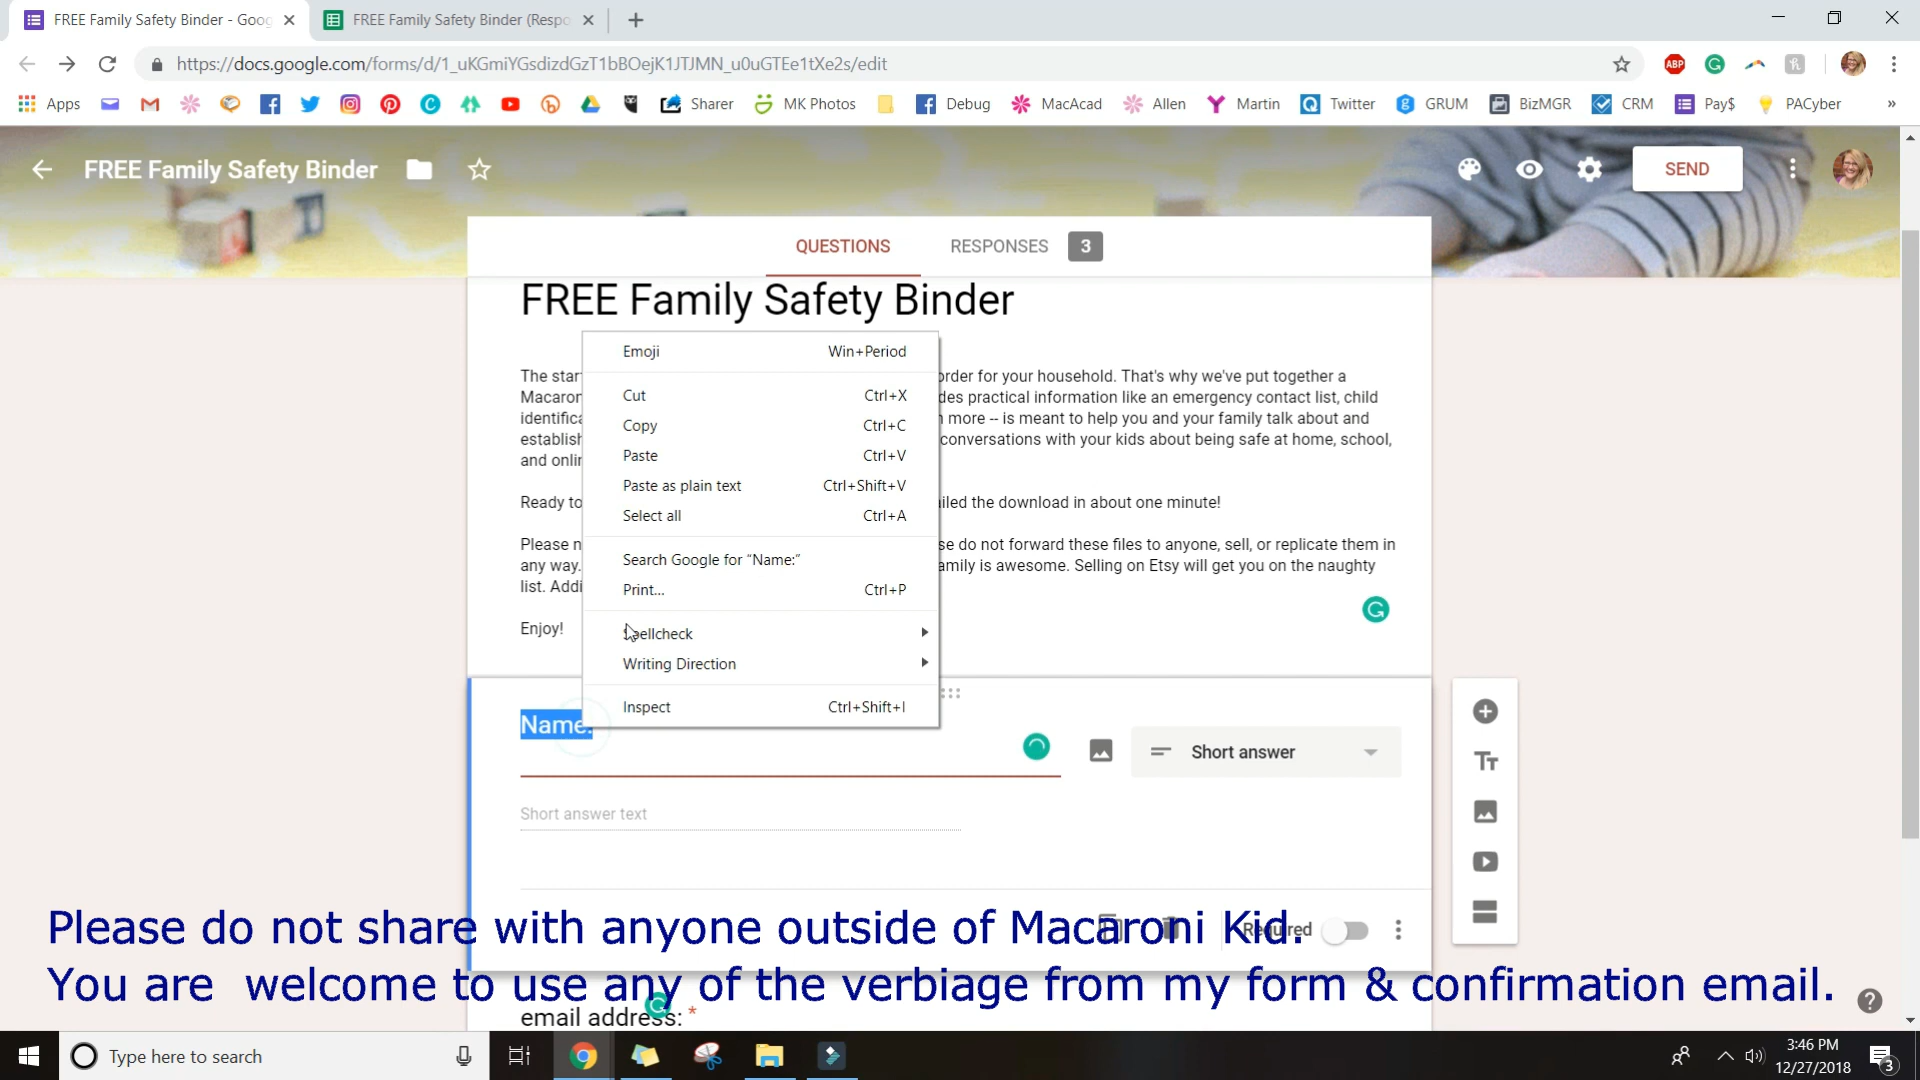 FREE Family Safety Binder - Goog
FREE Family Safety Binder (Respo
https://docs.google.com/forms/d/1_uKGmiYGsdizdGzT1bBOejK1JTJMN_u0uGTEe1tXe2s/edit
ABP
Apps
Sharer
MK Photos
Debug
MacAcad
Allen
Martin
Twitter
GRUM
BizMGR
CRM
Pay$
PACyber
»
FREE Family Safety Binder
SEND
QUESTIONS
RESPONSES
3
FREE Family Safety Binder
Emoji Win+Period
The star order for your household. That's why we've put together a
Cut Ctrl+X
Macaron des practical information like an emergency contact list, child
identifica more -- is meant to help you and your family talk about and
Copy Ctrl+C
establish conversations with your kids about being safe at home, school,
Paste Ctrl+V
and onlin
Paste as plain text Ctrl+Shift+V
Ready to iled the download in about one minute!
Select all Ctrl+A
Please n se do not forward these files to anyone, sell, or replicate them in
Search Google for “Name:”
any way. amily is awesome. Selling on Etsy will get you on the naughty
list. Addi
Print... Ctrl+P
Enjoy!
Spellcheck
Writing Direction
Inspect Ctrl+Shift+I
Name:
Short answer
Short answer text
Required
Please do not share with anyone outside of Macaroni Kid.
You are welcome to use any of the verbiage from my form & confirmation email.
email address: *
Type here to search
3:46 PM
12/27/2018
3